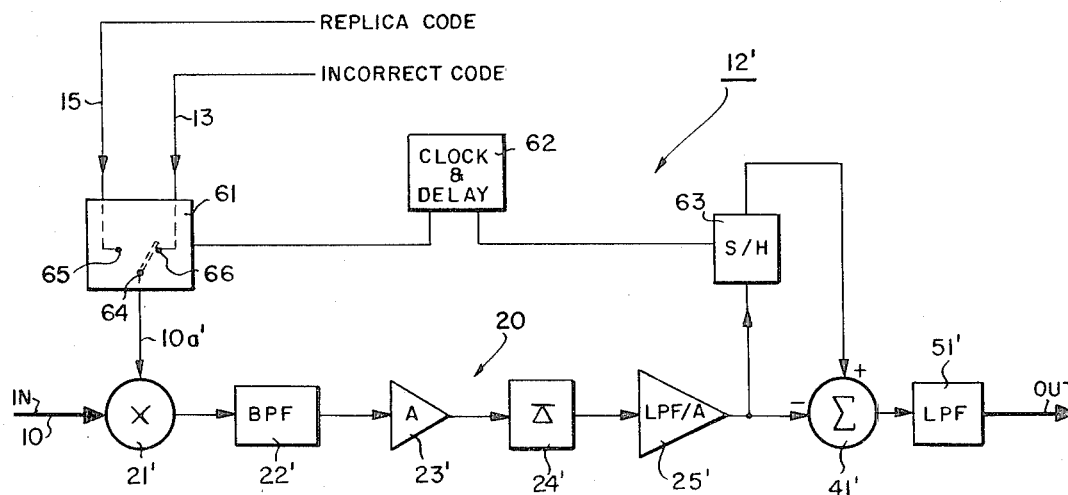 REPLICA CODE
INCORRECT CODE
12'
15
13
61
CLOCK
&
DELAY
62
63
S/H
65
66
64
10a'
20
+
51'
IN
10
X
BPF
A
LPF/A
−
Σ
LPF
OUT
21'
22'
23'
24'
25'
41'